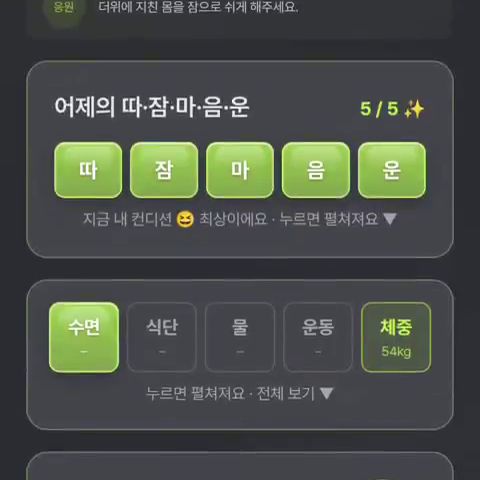 응원
더위에 지친 몸을 잠으로 쉬게 해주세요.
어제의 따·잠·마·음·운
5 / 5 ✨
따 잠 마 음 운
지금 내 컨디션 😆 최상이에요 · 누르면 펼쳐져요 ▼
수면 식단 물 운동 체중
– – – – 54kg
누르면 펼쳐져요 · 전체 보기 ▼